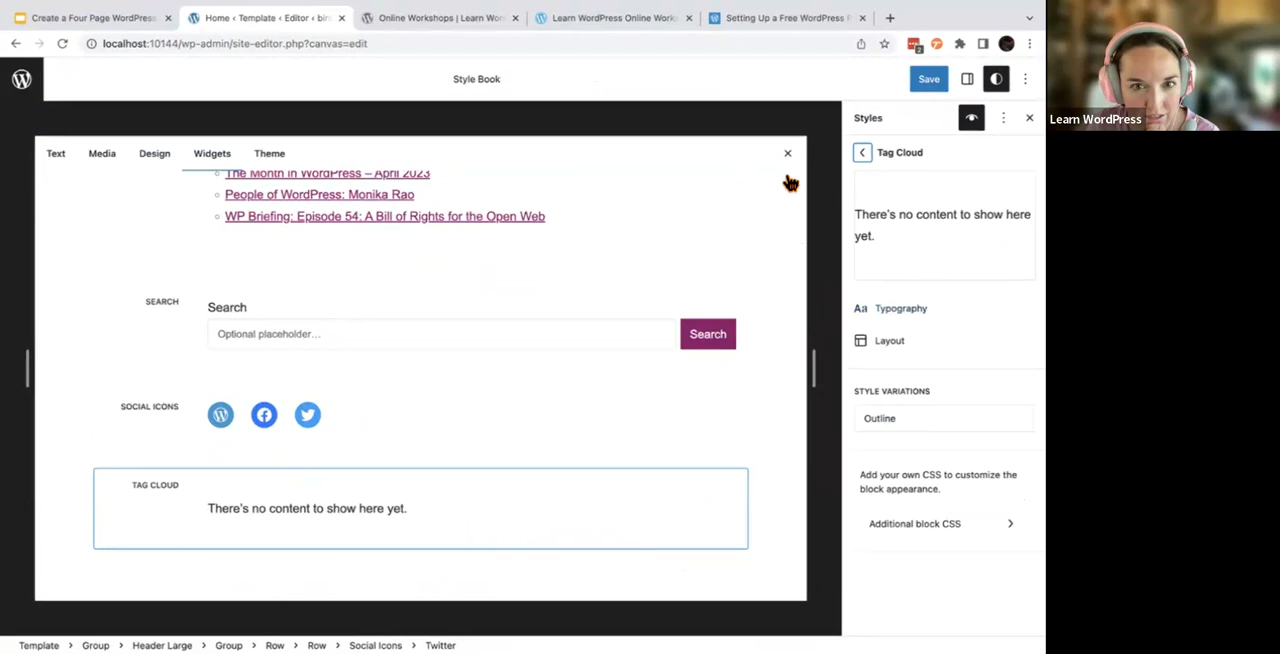 Create a Four Page WordPress
Home ‹ Template ‹ Editor ‹ bir
Online Workshops | Learn Wor
Learn WordPress Online Work
Setting Up a Free WordPress F
localhost:10144/wp-admin/site-editor.php?canvas=edit
2
Style Book
Save
Learn WordPress
Styles
Text
Media
Design
Widgets
Theme
Tag Cloud
The Month in WordPress – April 2023
People of WordPress: Monika Rao
WP Briefing: Episode 54: A Bill of Rights for the Open Web
There's no content to show here
yet.
SEARCH
Search
Optional placeholder...
Search
Aa Typography
Layout
STYLE VARIATIONS
Outline
SOCIAL ICONS
TAG CLOUD
There's no content to show here yet.
Add your own CSS to customize the
block appearance.
Additional block CSS
Template > Group > Header Large > Group > Row > Row > Social Icons > Twitter